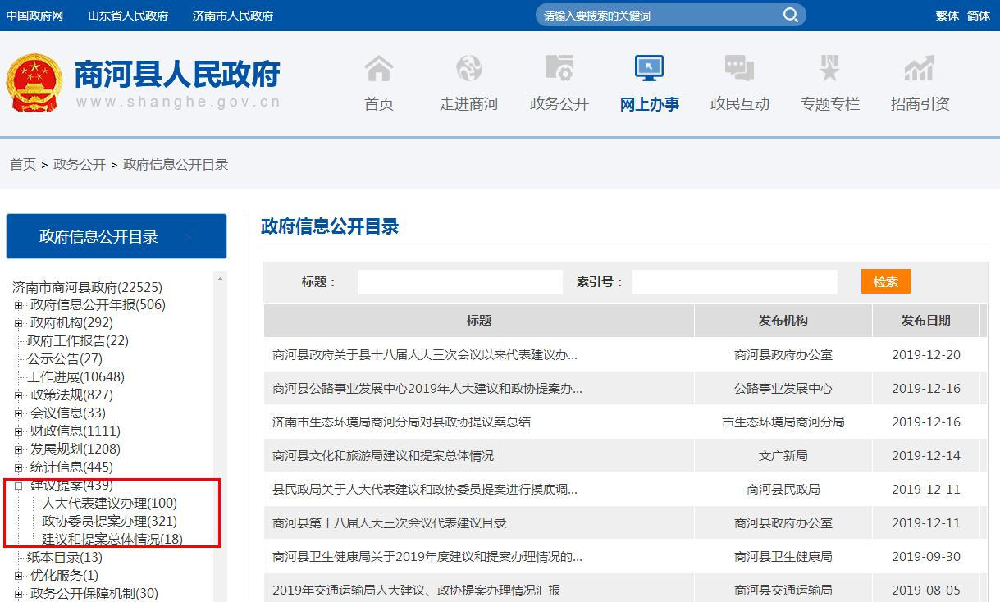 中国政府网 山东省人民政府 济南市人民政府 请输入要搜索的关键词 繁体 简体
商河县人民政府
www.shanghe.gov.cn
首页 走进商河 政务公开 网上办事 政民互动 专题专栏 招商引资
首页 > 政务公开 > 政府信息公开目录
政府信息公开目录 >
济南市商河县政府(22525)
政府信息公开年报(506)
政府机构(292)
政府工作报告(22)
公示公告(27)
工作进展(10648)
政策法规(827)
会议信息(33)
财政信息(1111)
发展规划(1208)
统计信息(445)
建议提案(439)
人大代表建议办理(100)
政协委员提案办理(321)
建议和提案总体情况(18)
纸本目录(13)
优化服务(1)
政务公开保障机制(30)
政府信息公开目录
标题： 索引号： 检索
标题 发布机构 发布日期
商河县政府关于县十八届人大三次会议以来代表建议办... 商河县政府办公室 2019-12-20
商河县公路事业发展中心2019年人大建议和政协提案办... 公路事业发展中心 2019-12-16
济南市生态环境局商河分局对县政协提议案总结 市生态环境局商河分局 2019-12-16
商河县文化和旅游局建议和提案总体情况 文广新局 2019-12-14
县民政局关于人大代表建议和政协委员提案进行摸底调... 商河县民政局 2019-12-11
商河县第十八届人大三次会议代表建议目录 商河县政府办公室 2019-12-11
商河县卫生健康局关于2019年度建议和提案办理情况的... 商河县卫生健康局 2019-09-30
2019年交通运输局人大建议、政协提案办理情况汇报 商河县交通运输局 2019-08-05